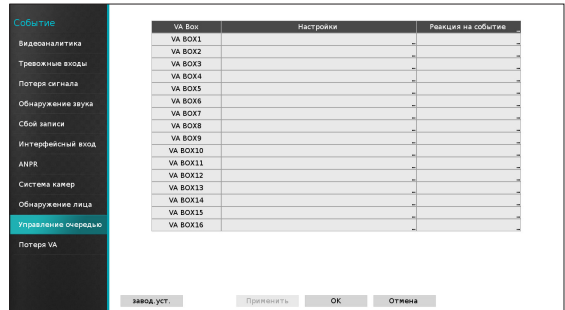 Событие
Видеоаналитика
Тревожные входы
Потеря сигнала
Обнаружение звука
Сбой записи
Интерфейсный вход
ANPR
Система камер
Обнаружение лица
Управление очередью
Потеря VA
VA Box Настройки Реакция на событие ...
VA BOX1 ... ...
VA BOX2 ... ...
VA BOX3 ... ...
VA BOX4 ... ...
VA BOX5 ... ...
VA BOX6 ... ...
VA BOX7 ... ...
VA BOX8 ... ...
VA BOX9 ... ...
VA BOX10 ... ...
VA BOX11 ... ...
VA BOX12 ... ...
VA BOX13 ... ...
VA BOX14 ... ...
VA BOX15 ... ...
VA BOX16 ... ...
завод.уст. Применить OK Отмена